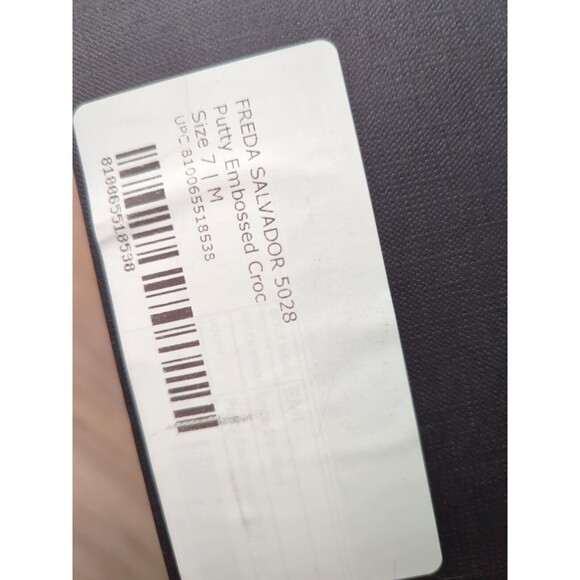 FREDA SALVADOR 5028
Putty Embossed Croc
Size 7 | M
UPC 810065518538
810065518538